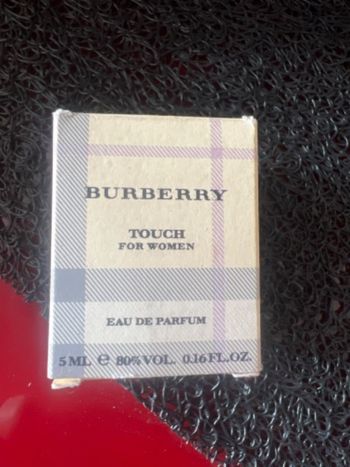 BURBERRY
TOUCH
FOR WOMEN
EAU DE PARFUM
5 ML ℮ 80% VOL. 0.16 FL.OZ.